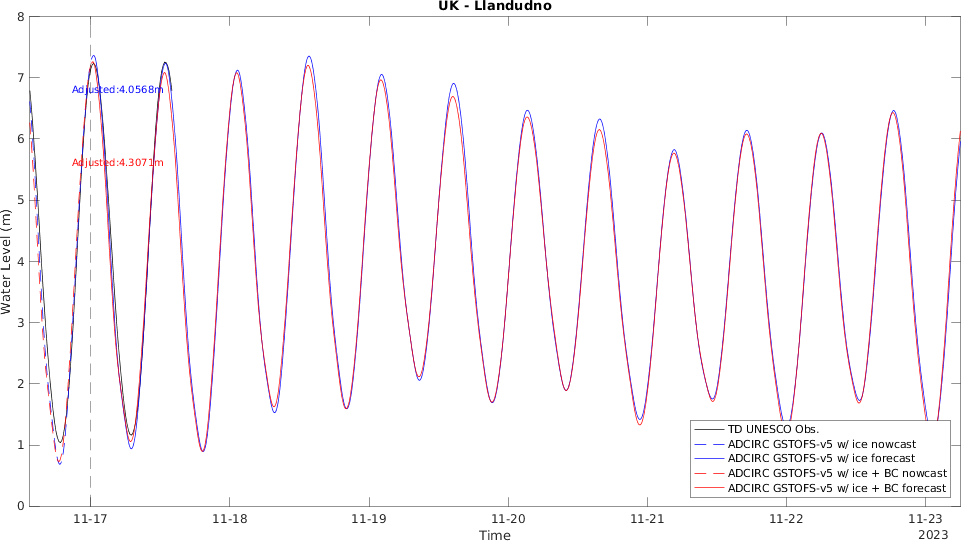 UK - Llandudno
8
7
6
5
4
3
2
1
0
Water Level (m)
Adjusted:4.0568m
Adjusted:4.3071m
TD UNESCO Obs.
ADCIRC GSTOFS-v5 w/ ice nowcast
ADCIRC GSTOFS-v5 w/ ice forecast
ADCIRC GSTOFS-v5 w/ ice + BC nowcast
ADCIRC GSTOFS-v5 w/ ice + BC forecast
11-17 11-18 11-19 11-20 11-21 11-22 11-23
Time
2023